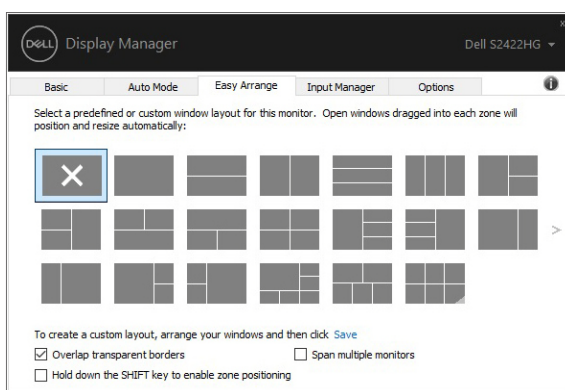 DELL Display Manager Dell S2422HG
Basic Auto Mode Easy Arrange Input Manager Options
Select a predefined or custom window layout for this monitor. Open windows dragged into each zone will
position and resize automatically:
To create a custom layout, arrange your windows and then click Save
Overlap transparent borders Span multiple monitors
Hold down the SHIFT key to enable zone positioning